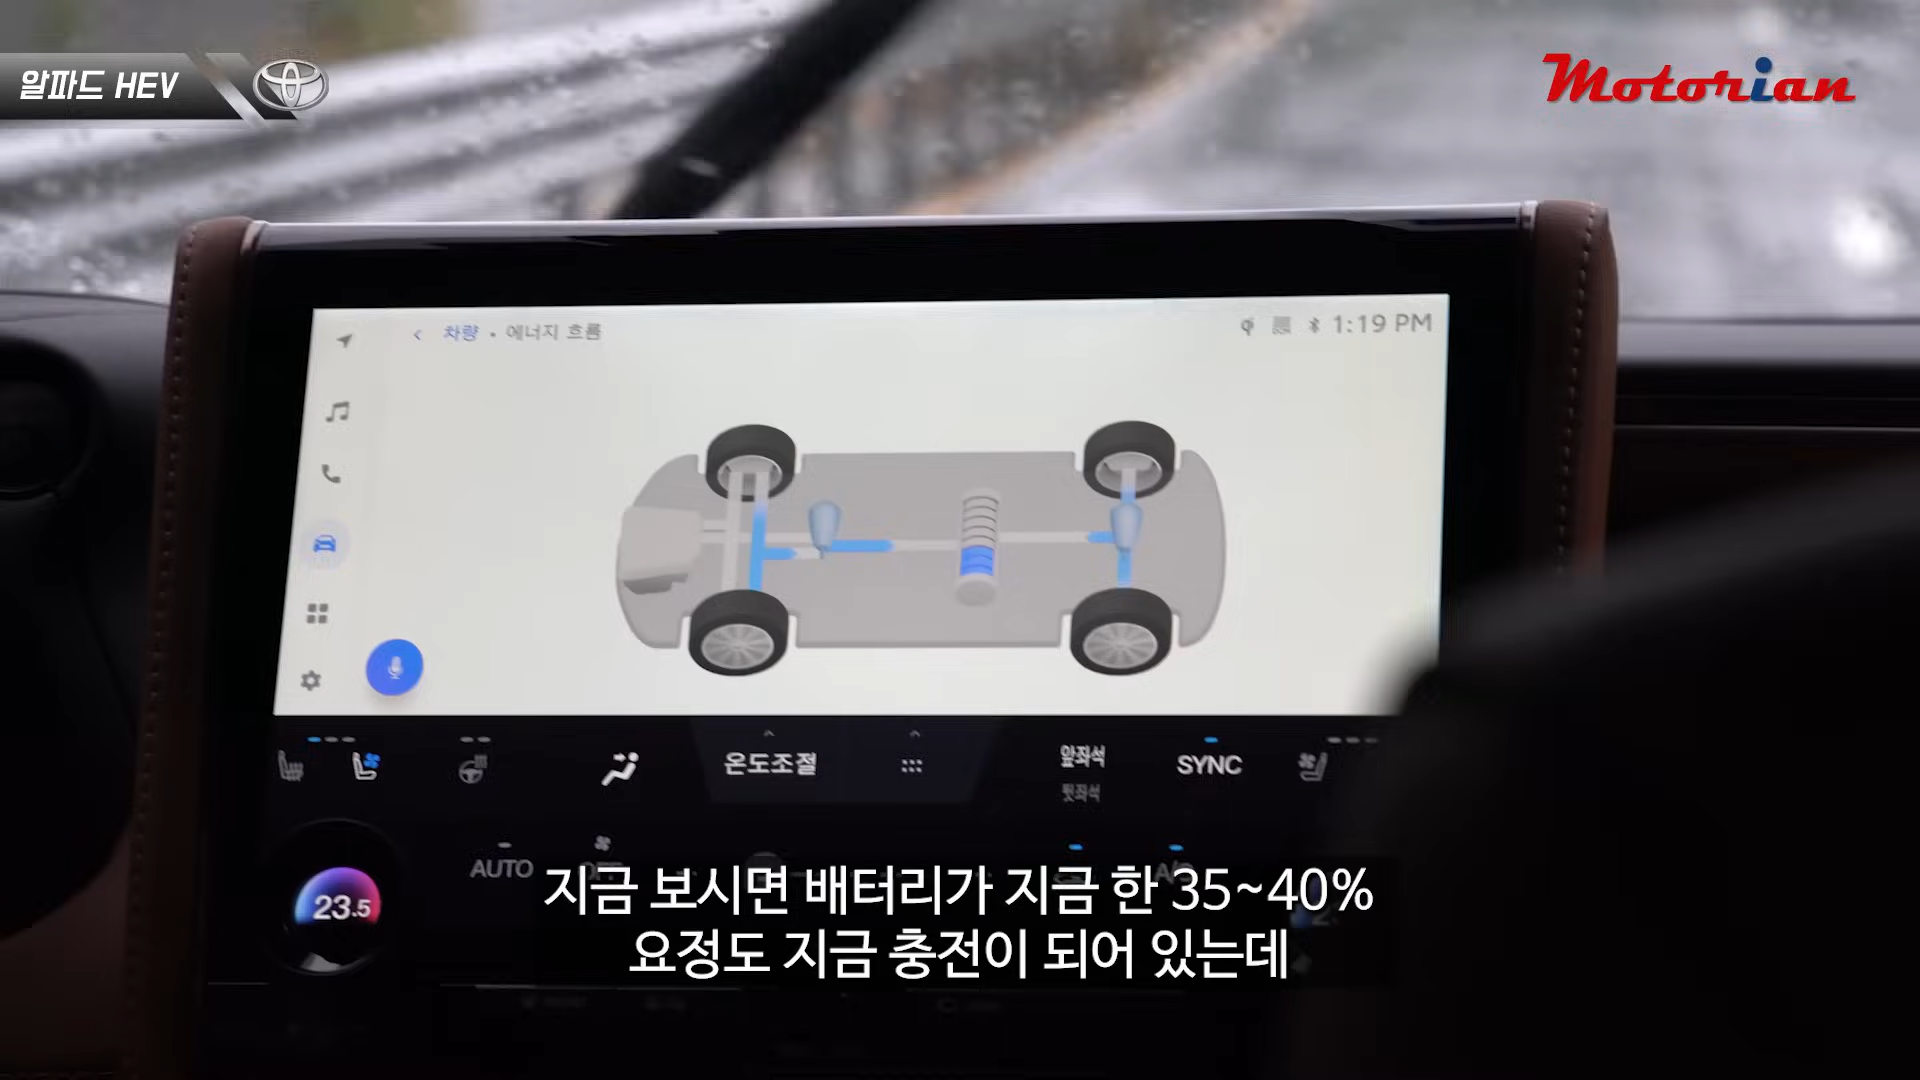 알파드 HEV
Motorian
차량 • 에너지 흐름
1:19 PM
온도조절
앞좌석
뒷좌석
SYNC
AUTO
OFF
23.5
지금 보시면 배터리가 지금 한 35~40%
요정도 지금 충전이 되어 있는데